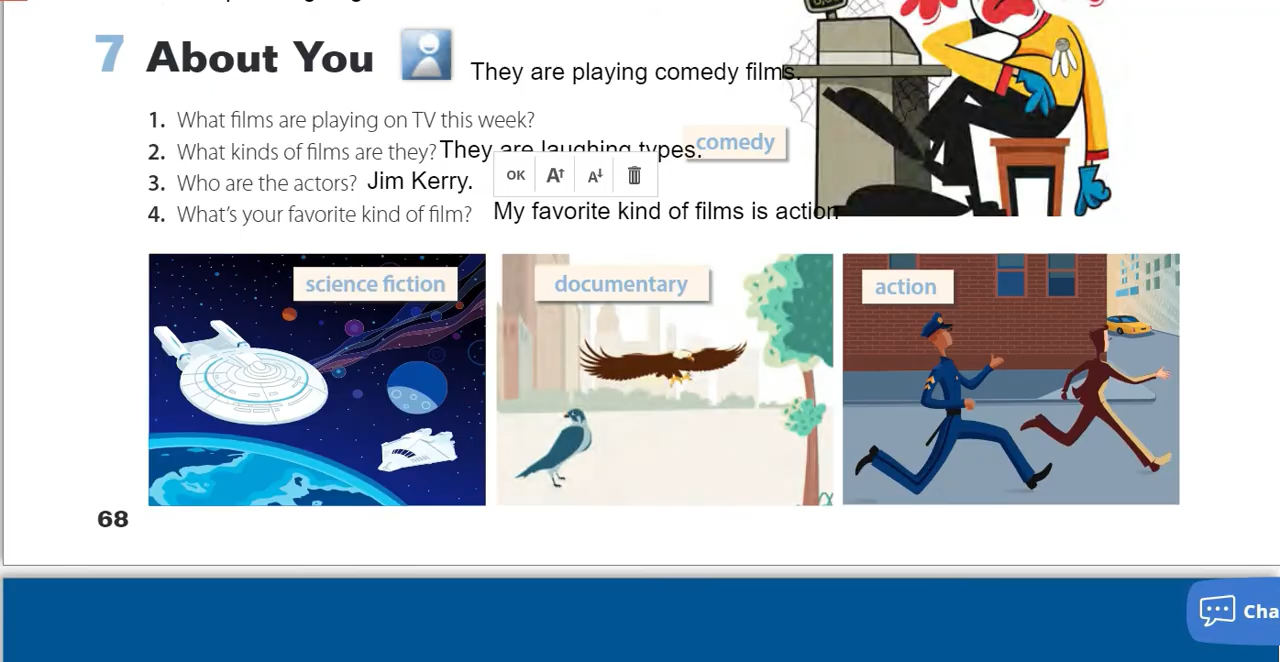 7 About You
They are playing comedy films.
1. What films are playing on TV this week?
2. What kinds of films are they? They are laughing types.
comedy
OK A↑ A↓
3. Who are the actors? Jim Kerry.
4. What's your favorite kind of film? My favorite kind of films is action
science fiction
documentary
action
68
Cha